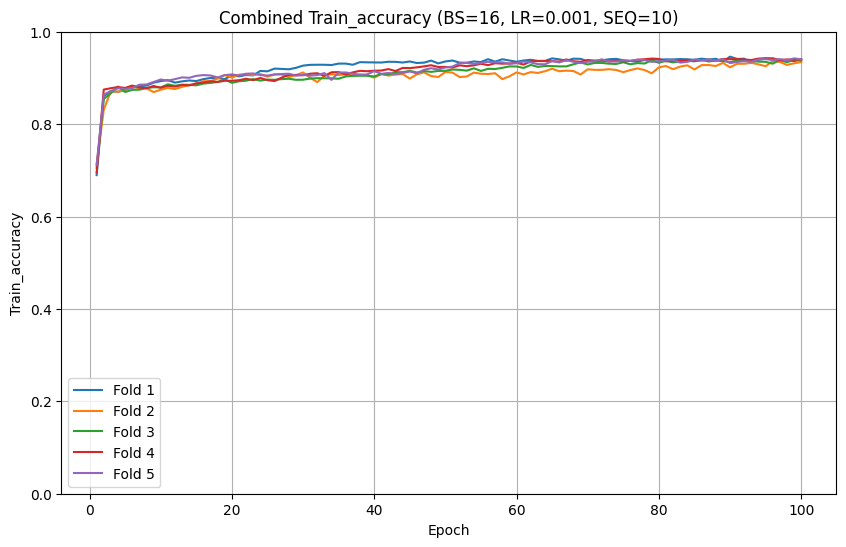 Combined Train_accuracy (BS=16, LR=0.001, SEQ=10)
1.0
0.8
0.6
0.4
0.2
0.0
Train_accuracy
Fold 1
Fold 2
Fold 3
Fold 4
Fold 5
0 20 40 60 80 100
Epoch